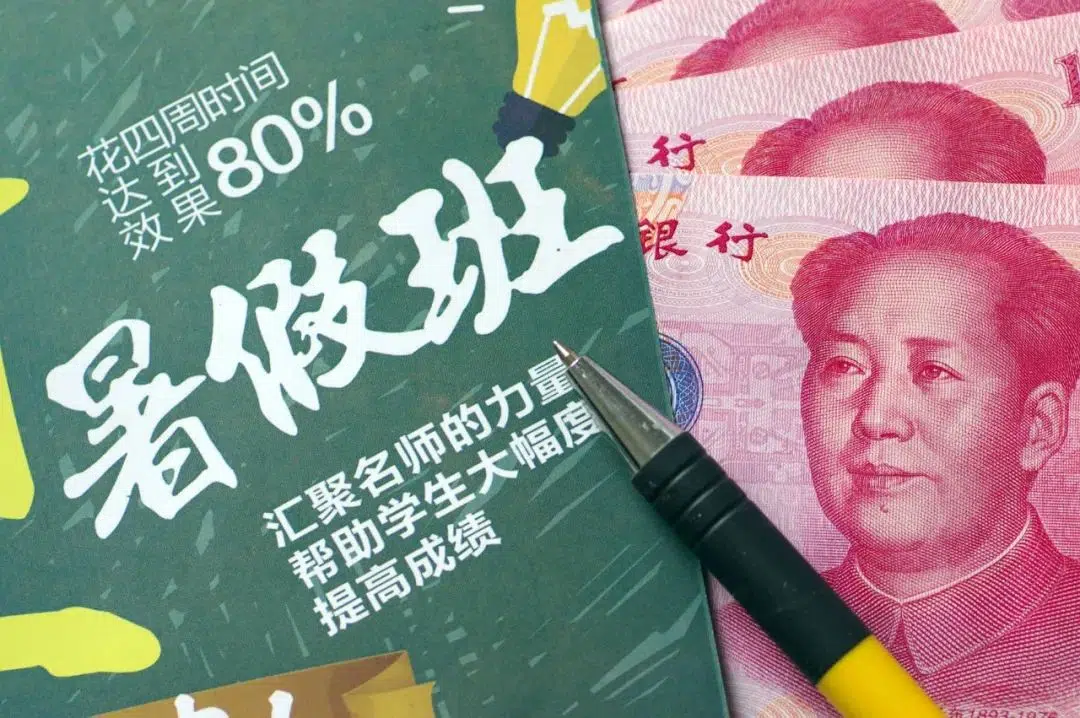 花四周时间
达到
效果80%
暑假班
汇聚名师的力量
帮助学生大幅度
提高成绩
行
银行